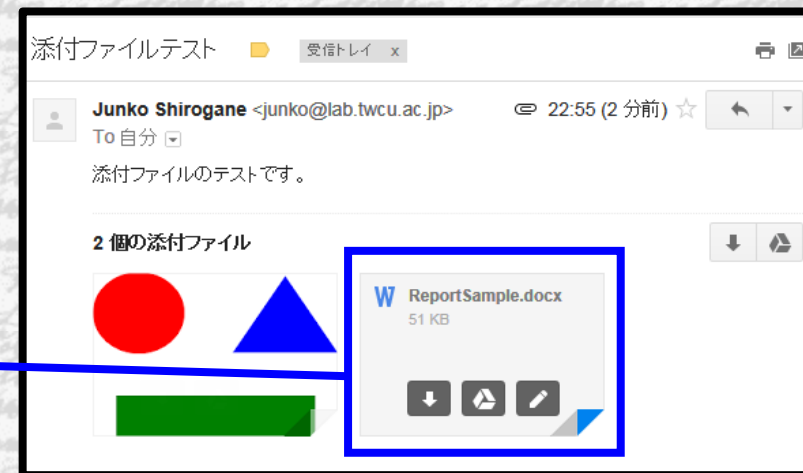 添付ファイルテスト
受信トレイ x
Junko Shirogane <junko@lab.twcu.ac.jp> 22:55 (2 分前)
To 自分
添付ファイルのテストです。
2 個の添付ファイル
W ReportSample.docx
51 KB